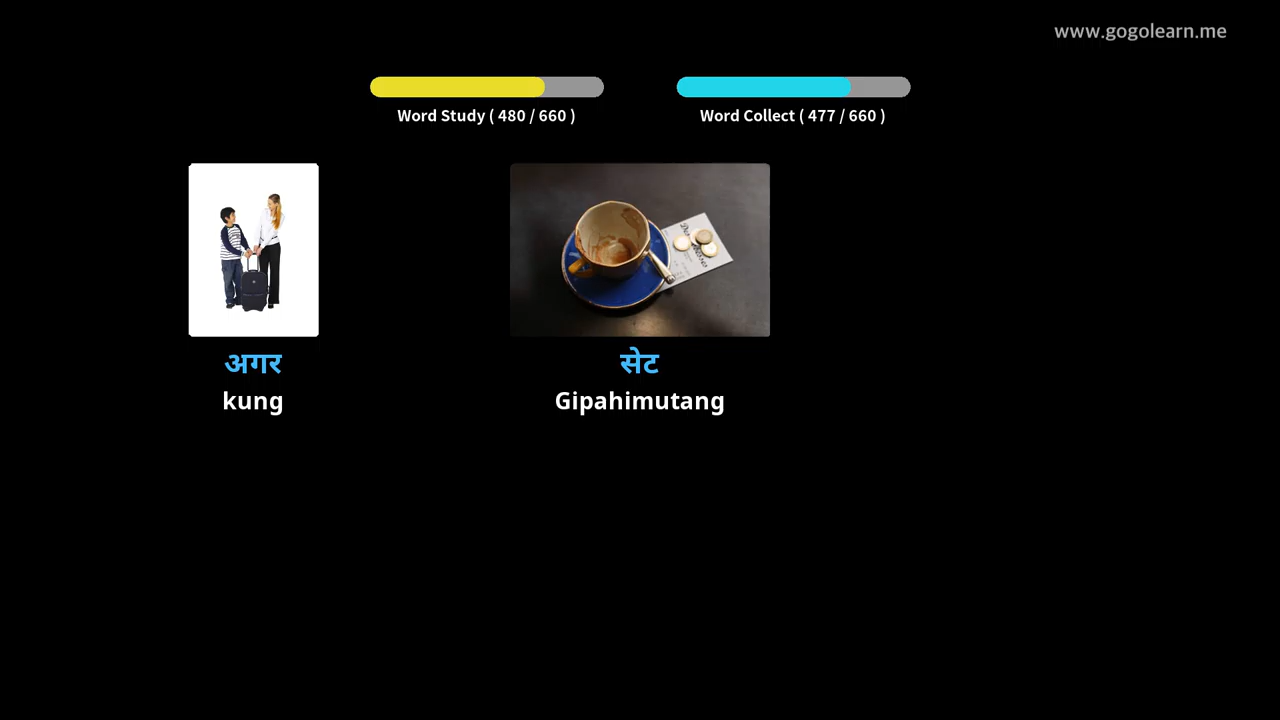 www.gogolearn.me
Word Study ( 480 / 660 )
Word Collect ( 477 / 660 )
अगर
kung
सेट
Gipahimutang